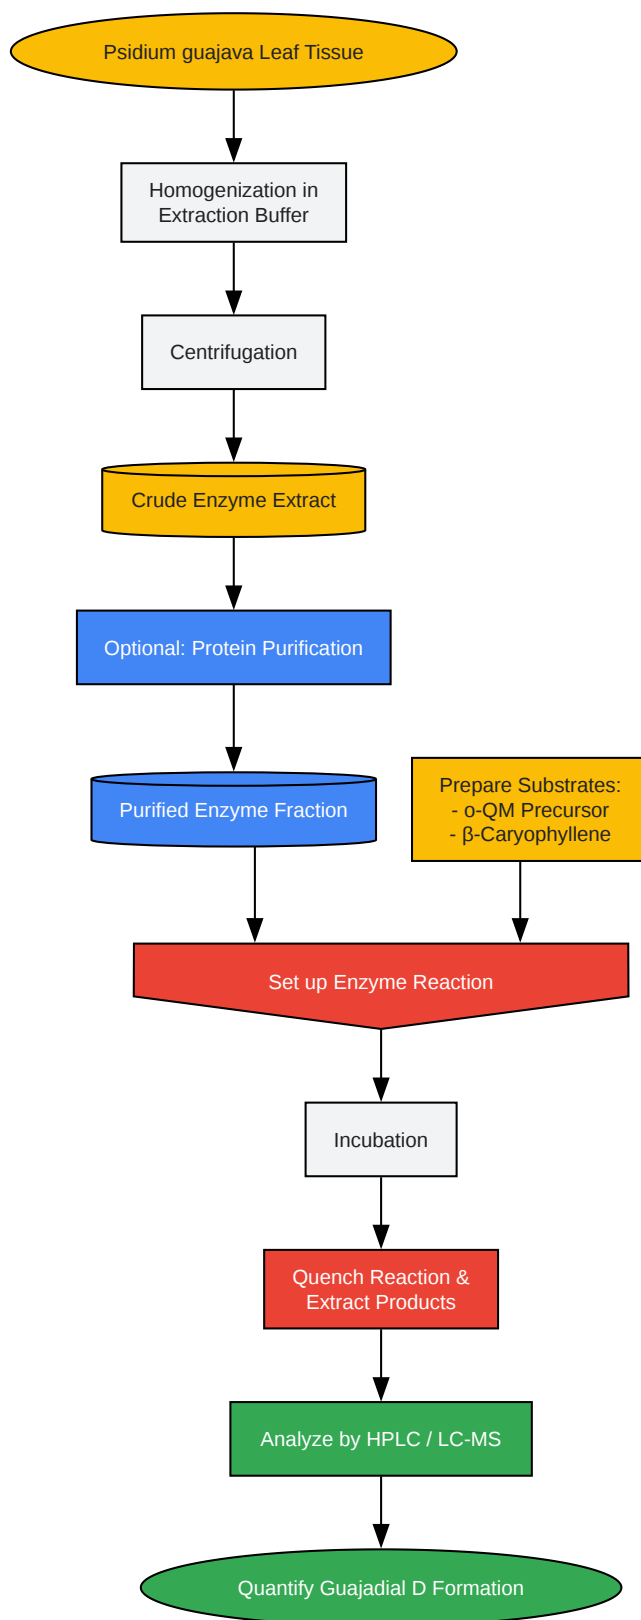 Psidium guajava Leaf Tissue
Homogenization in
Extraction Buffer
Centrifugation
Crude Enzyme Extract
Optional: Protein Purification
Purified Enzyme Fraction
Prepare Substrates:
- o-QM Precursor
- β-Caryophyllene
Set up Enzyme Reaction
Incubation
Quench Reaction &
Extract Products
Analyze by HPLC / LC-MS
Quantify Guajadial D Formation